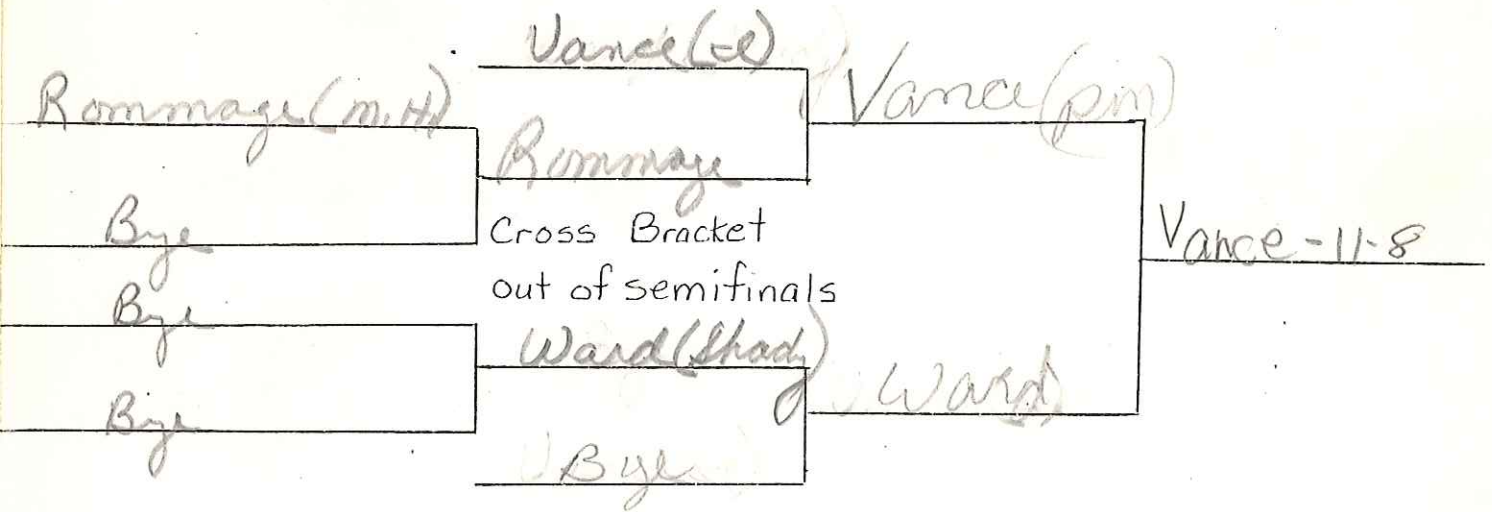 Vance(-e)
Rommage(M.H)
Vance(pin)
Rommage
Bye
Cross Bracket
Vance-11-8
out of semifinals
Bye
Ward(Shady)
Ward
Bye
Bye